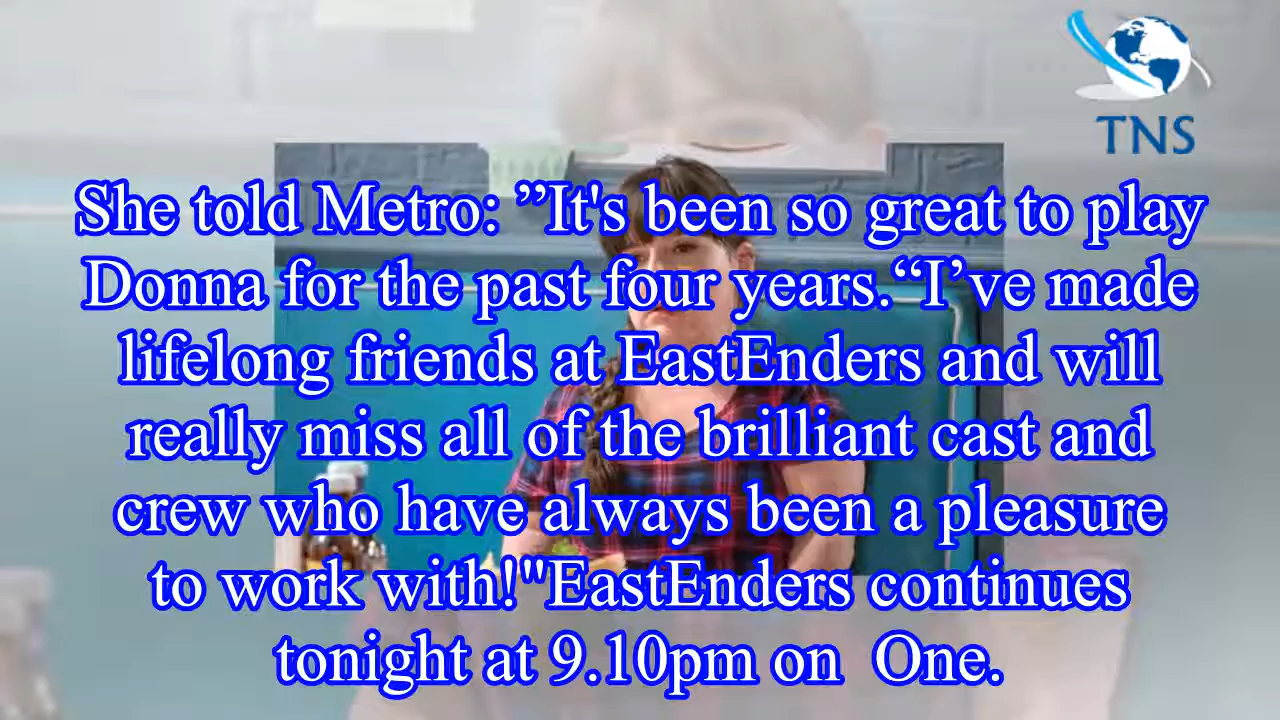 TNS
She told Metro: ”It's been so great to play
Donna for the past four years.“I’ve made
lifelong friends at EastEnders and will
really miss all of the brilliant cast and
crew who have always been a pleasure
to work with!"EastEnders continues
tonight at 9.10pm on  One.